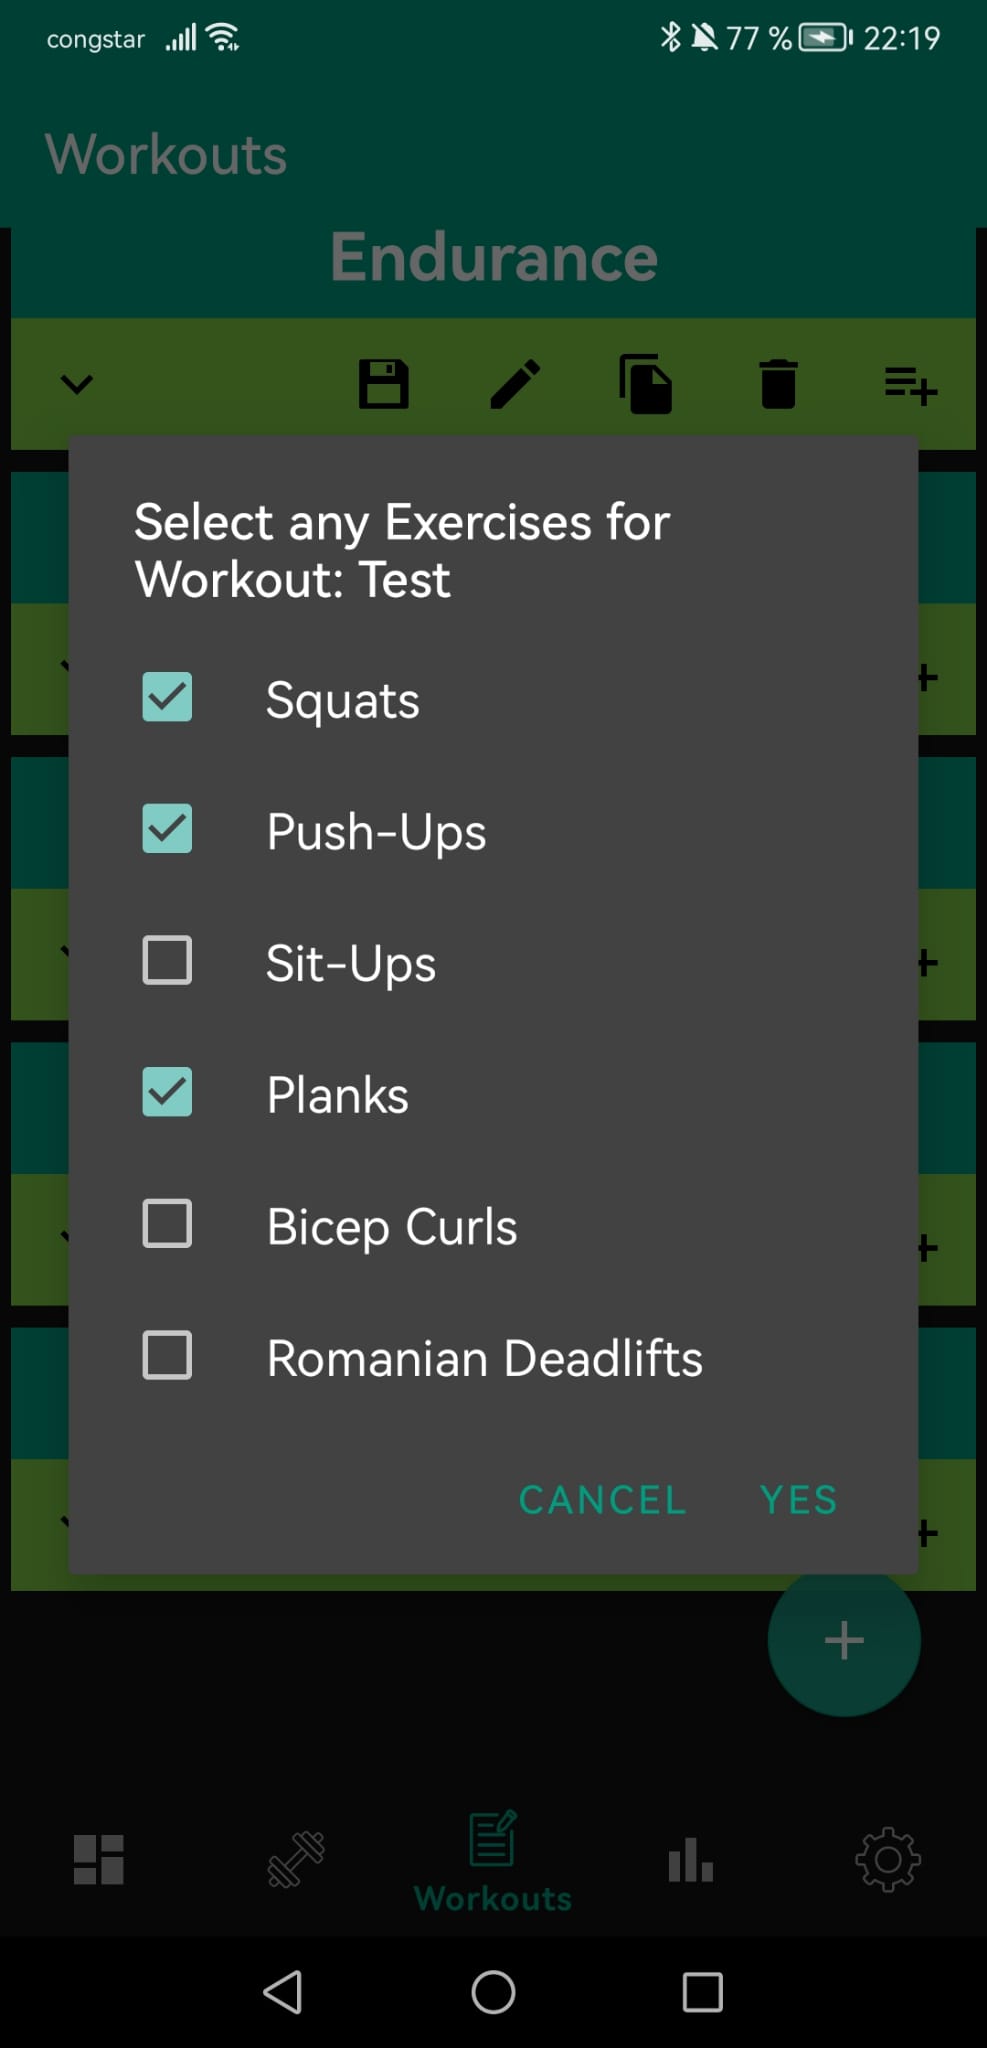 congstar 77 % 22:19
Workouts
Endurance
Select any Exercises for
Workout: Test
Squats
Push-Ups
Sit-Ups
Planks
Bicep Curls
Romanian Deadlifts
CANCEL YES
Workouts